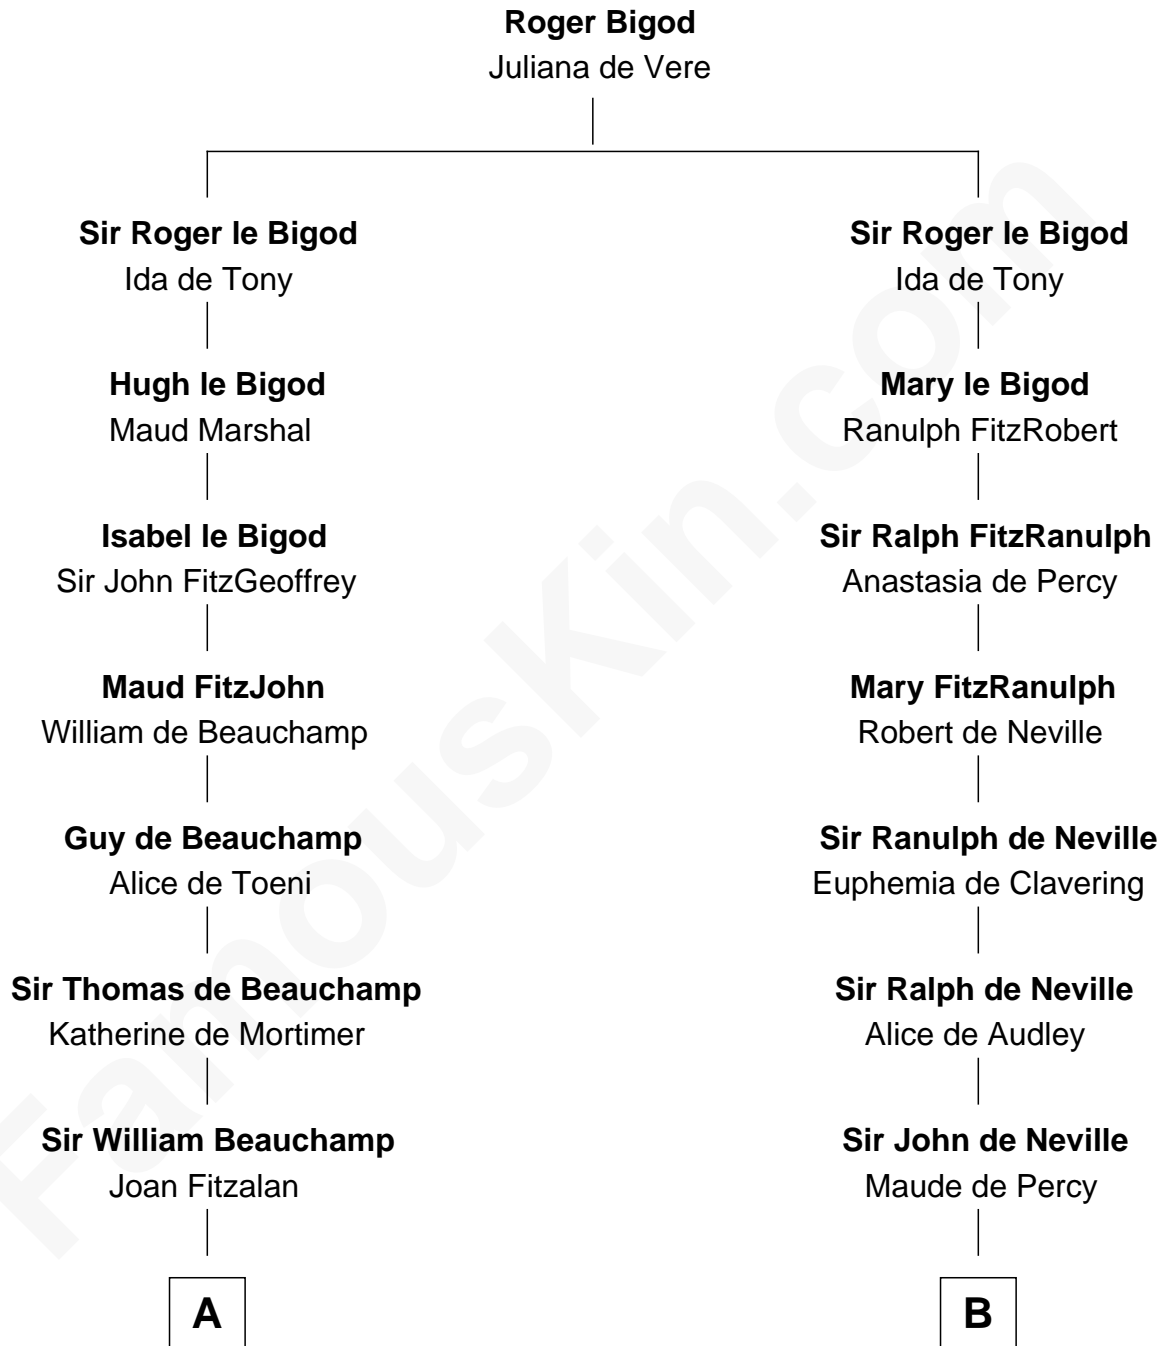 Roger Bigod
Juliana de Vere
Sir Roger le Bigod
Ida de Tony
Hugh le Bigod
Maud Marshal
Isabel le Bigod
Sir John FitzGeoffrey
Maud FitzJohn
William de Beauchamp
Guy de Beauchamp
Alice de Toeni
Sir Thomas de Beauchamp
Katherine de Mortimer
Sir William Beauchamp
Joan Fitzalan
A
Sir Roger le Bigod
Ida de Tony
Mary le Bigod
Ranulph FitzRobert
Sir Ralph FitzRanulph
Anastasia de Percy
Mary FitzRanulph
Robert de Neville
Sir Ranulph de Neville
Euphemia de Clavering
Sir Ralph de Neville
Alice de Audley
Sir John de Neville
Maude de Percy
B
FamousKin.com